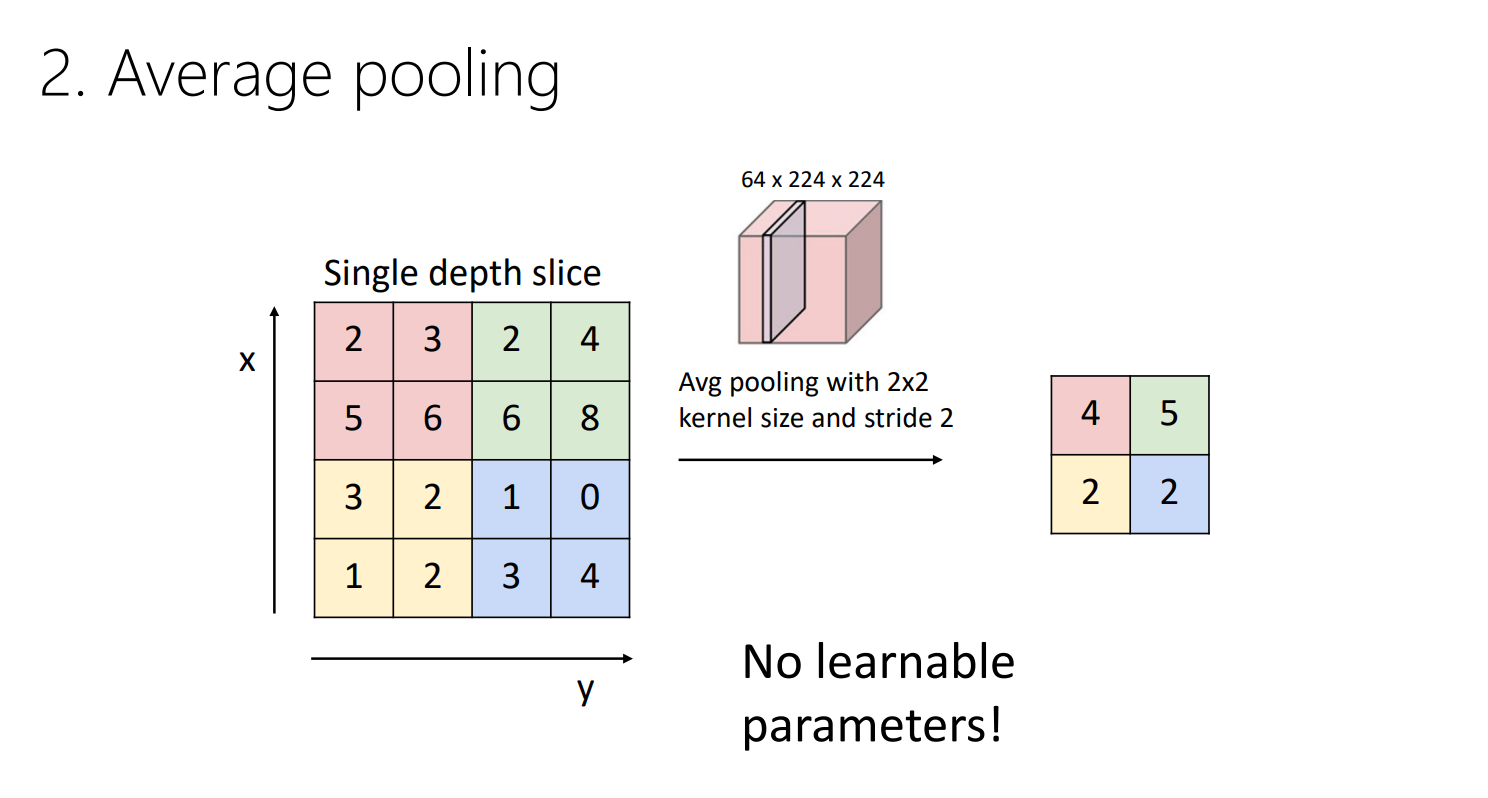 2. Average pooling
64 x 224 x 224
Single depth slice
x
2 3 2 4
5 6 6 8
3 2 1 0
1 2 3 4
y
Avg pooling with 2x2
kernel size and stride 2
4 5
2 2
No learnable
parameters!